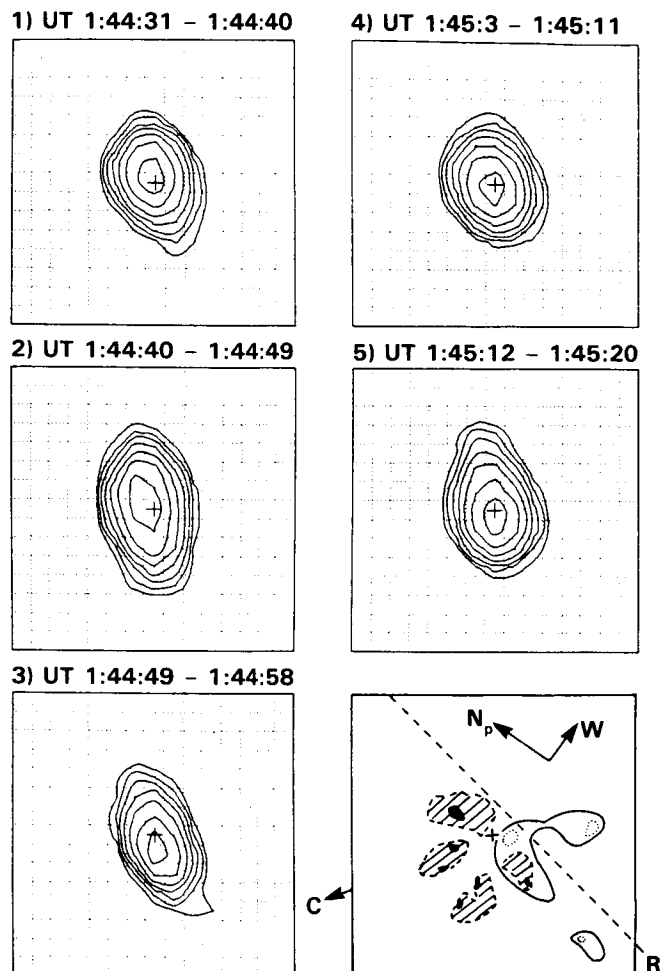 1) UT 1:44:31 – 1:44:40
4) UT 1:45:3 – 1:45:11
2) UT 1:44:40 – 1:44:49
5) UT 1:45:12 – 1:45:20
3) UT 1:44:49 – 1:44:58
Np
W
C
R